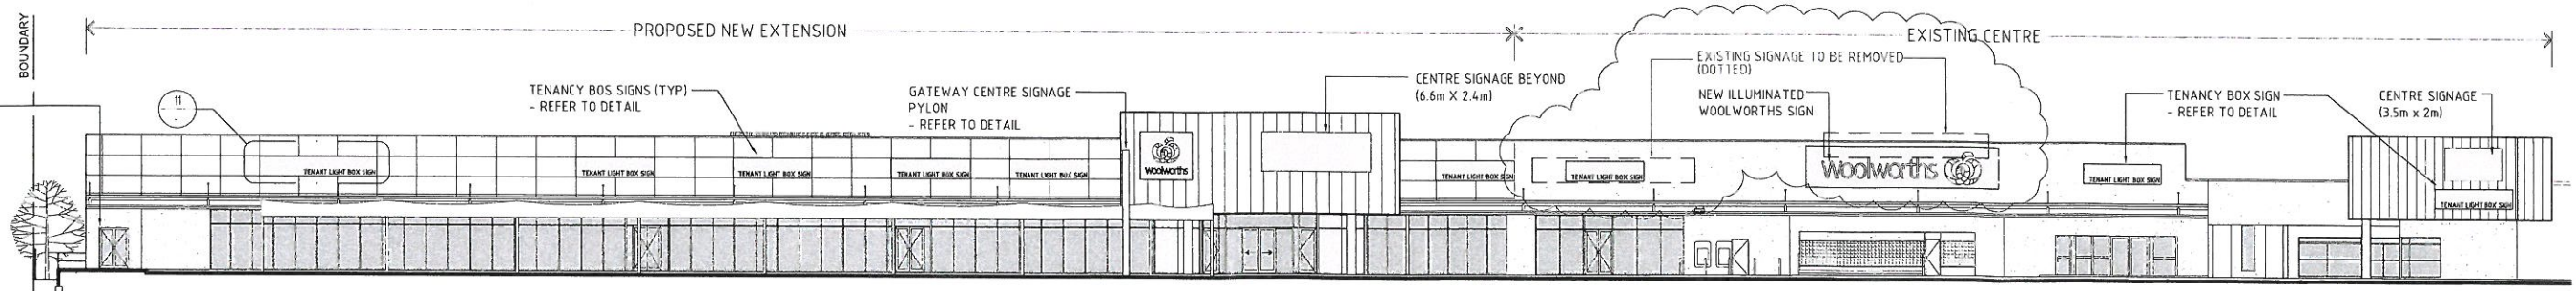 BOUNDARY
PROPOSED NEW EXTENSION
EXISTING CENTRE
11
TENANCY BOS SIGNS (TYP)
- REFER TO DETAIL
GATEWAY CENTRE SIGNAGE
PYLON
- REFER TO DETAIL
CENTRE SIGNAGE BEYOND
(6.6m X 2.4m)
EXISTING SIGNAGE TO BE REMOVED
(DOTTED)
NEW ILLUMINATED
WOOLWORTHS SIGN
TENANCY BOX SIGN
- REFER TO DETAIL
CENTRE SIGNAGE
(3.5m x 2m)
TENANT LIGHT BOX SIGN
TENANT LIGHT BOX SIGN
TENANT LIGHT BOX SIGN
TENANT LIGHT BOX SIGN
TENANT LIGHT BOX SIGN
woolworths
TENANT LIGHT BOX SIGN
TENANT LIGHT BOX SIGN
woolworths
TENANT LIGHT BOX SIGN
TENANT LIGHT BOX SIGN